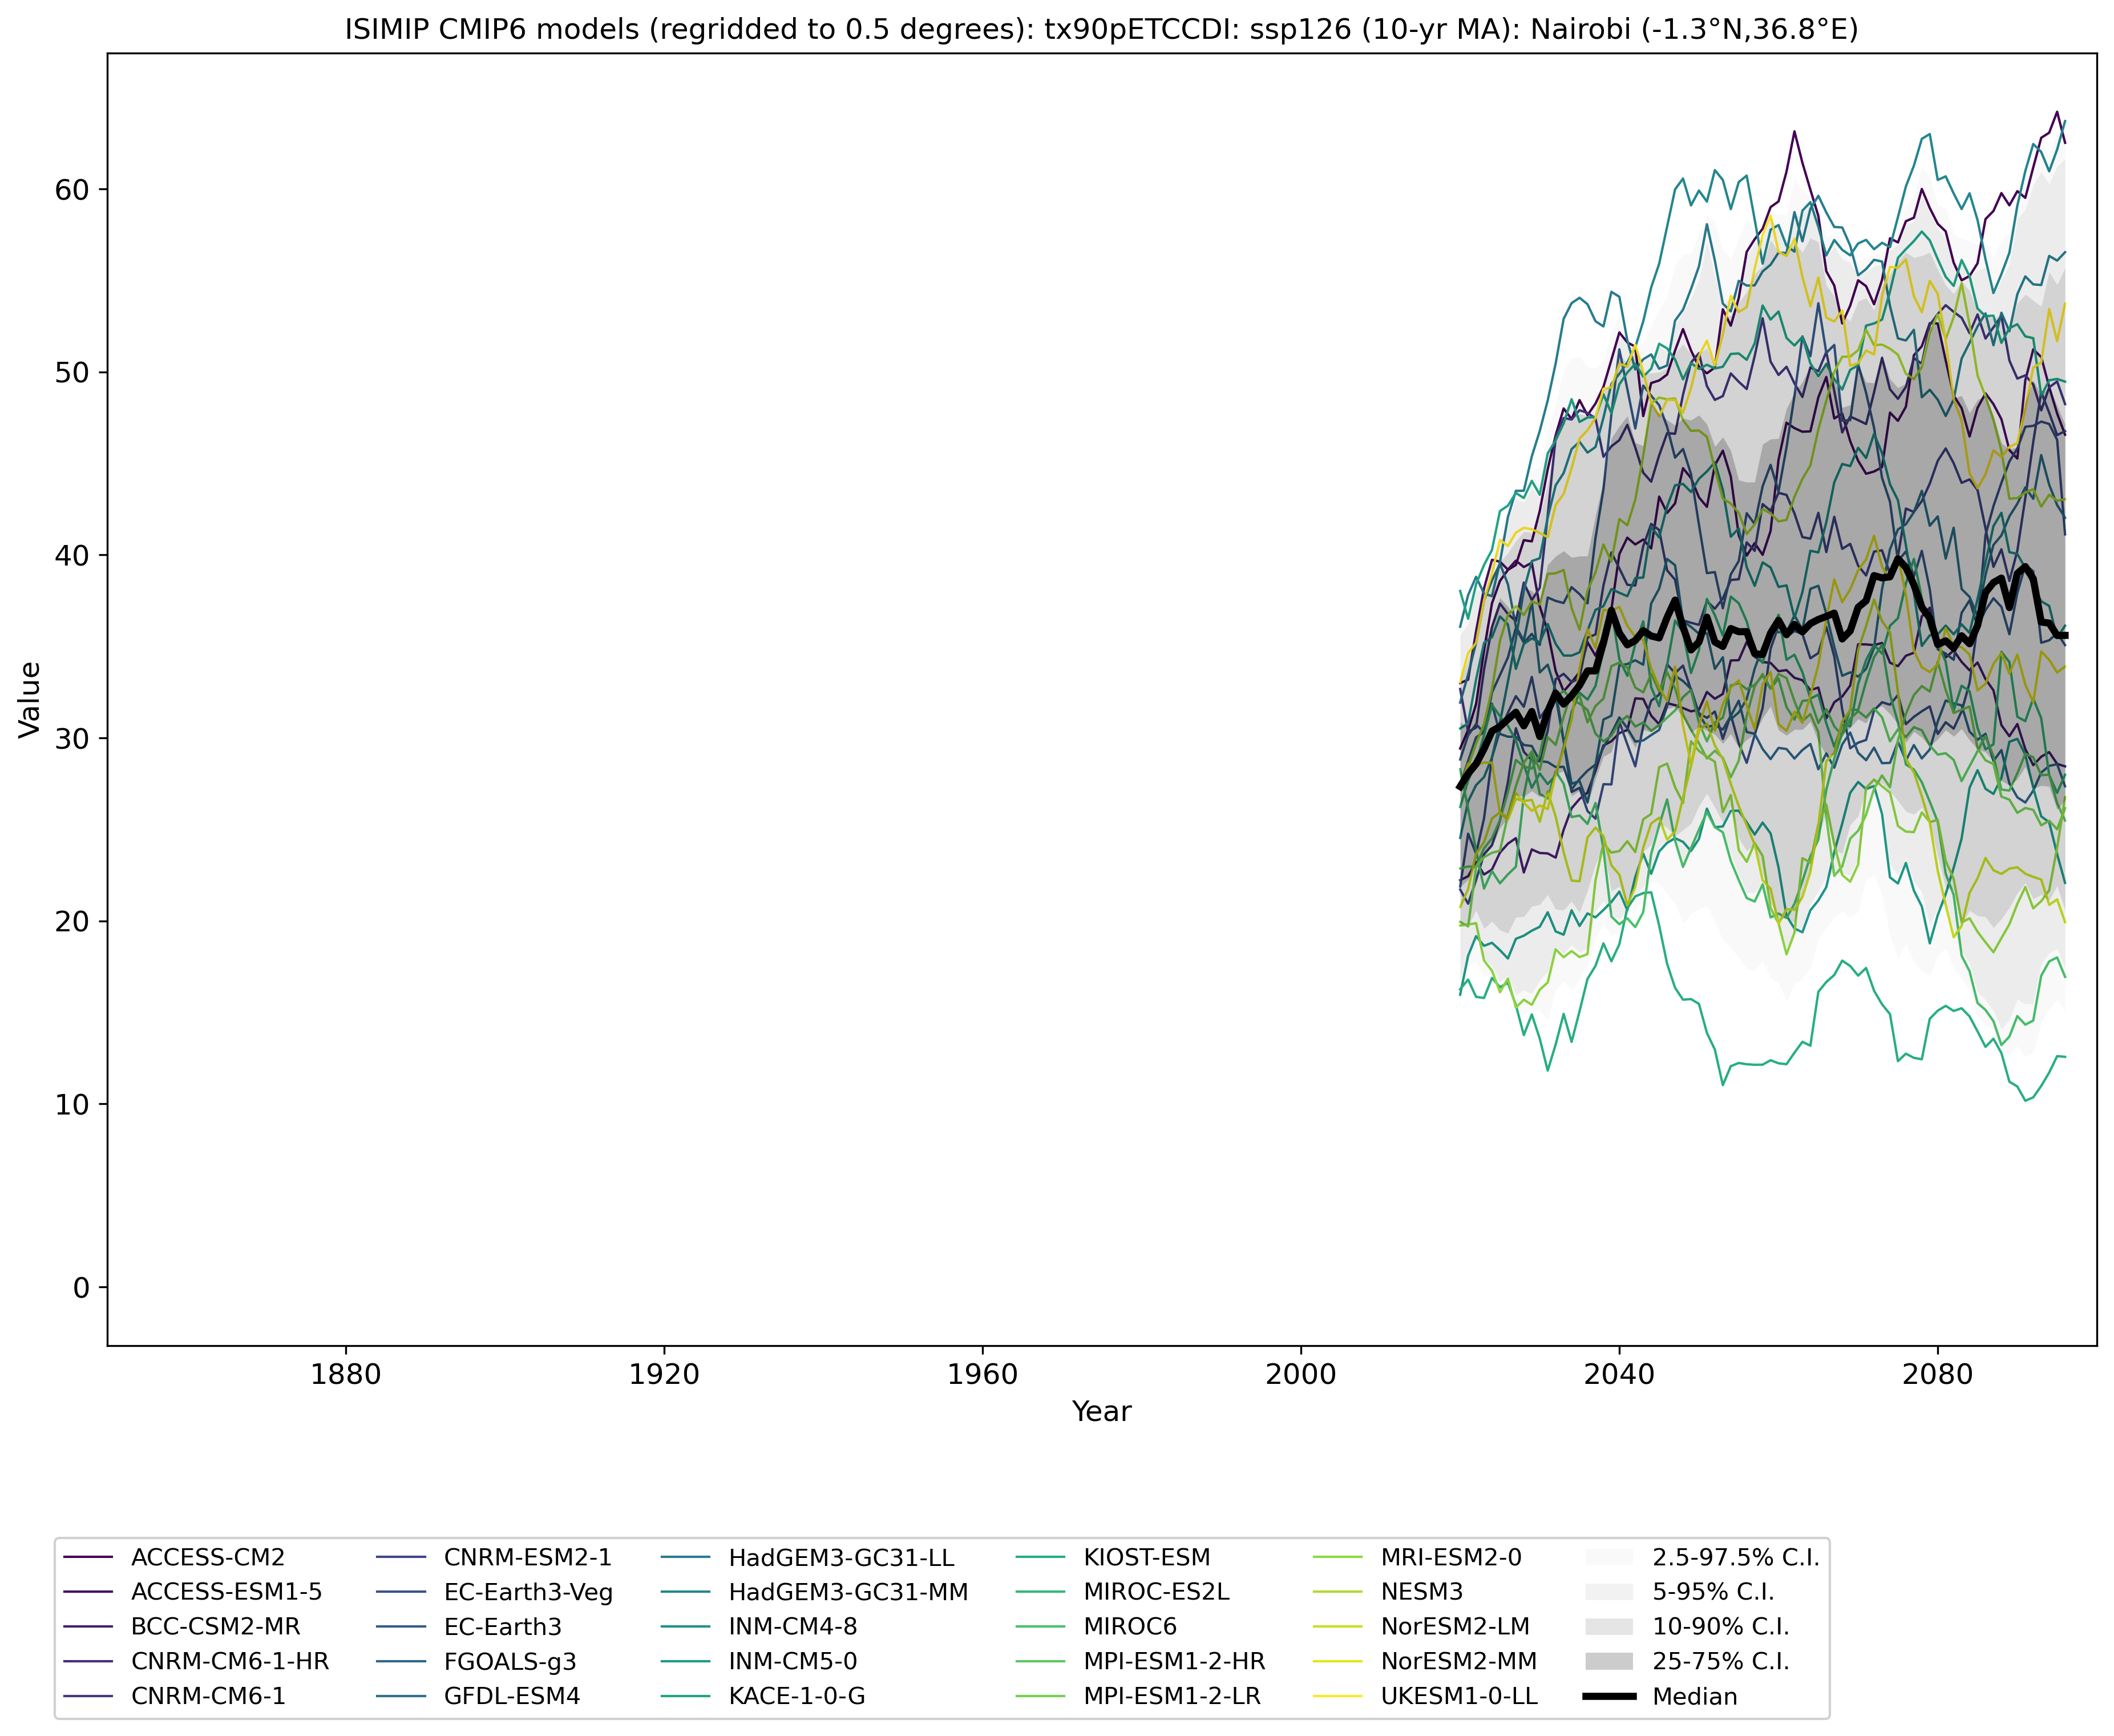 ISIMIP CMIP6 models (regridded to 0.5 degrees): tx90pETCCDI: ssp126 (10-yr MA): Nairobi (-1.3°N,36.8°E)
60
50
40
30
20
10
0
Value
1880 1920 1960 2000 2040 2080
Year
ACCESS-CM2 CNRM-ESM2-1 HadGEM3-GC31-LL KIOST-ESM MRI-ESM2-0 2.5-97.5% C.I.
ACCESS-ESM1-5 EC-Earth3-Veg HadGEM3-GC31-MM MIROC-ES2L NESM3 5-95% C.I.
BCC-CSM2-MR EC-Earth3 INM-CM4-8 MIROC6 NorESM2-LM 10-90% C.I.
CNRM-CM6-1-HR FGOALS-g3 INM-CM5-0 MPI-ESM1-2-HR NorESM2-MM 25-75% C.I.
CNRM-CM6-1 GFDL-ESM4 KACE-1-0-G MPI-ESM1-2-LR UKESM1-0-LL Median